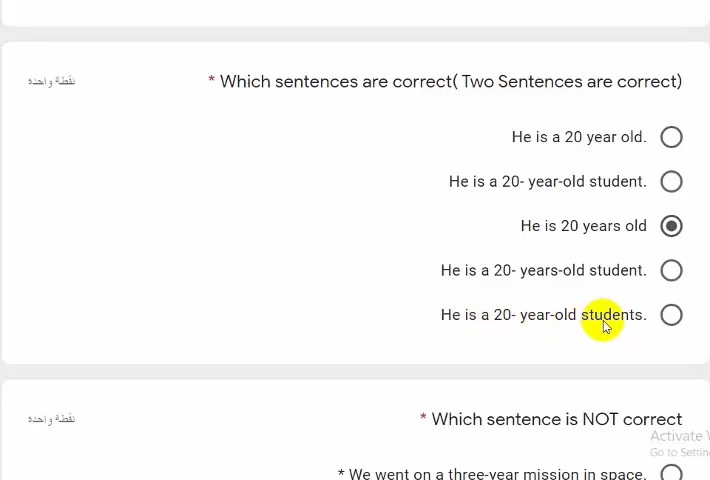 * Which sentences are correct( Two Sentences are correct)
نقطة واحدة
He is a 20 year old.
He is a 20- year-old student.
He is 20 years old
He is a 20- years-old student.
He is a 20- year-old students.
* Which sentence is NOT correct
نقطة واحدة
Activate
Go to Settin
* We went on a three-year mission in space.